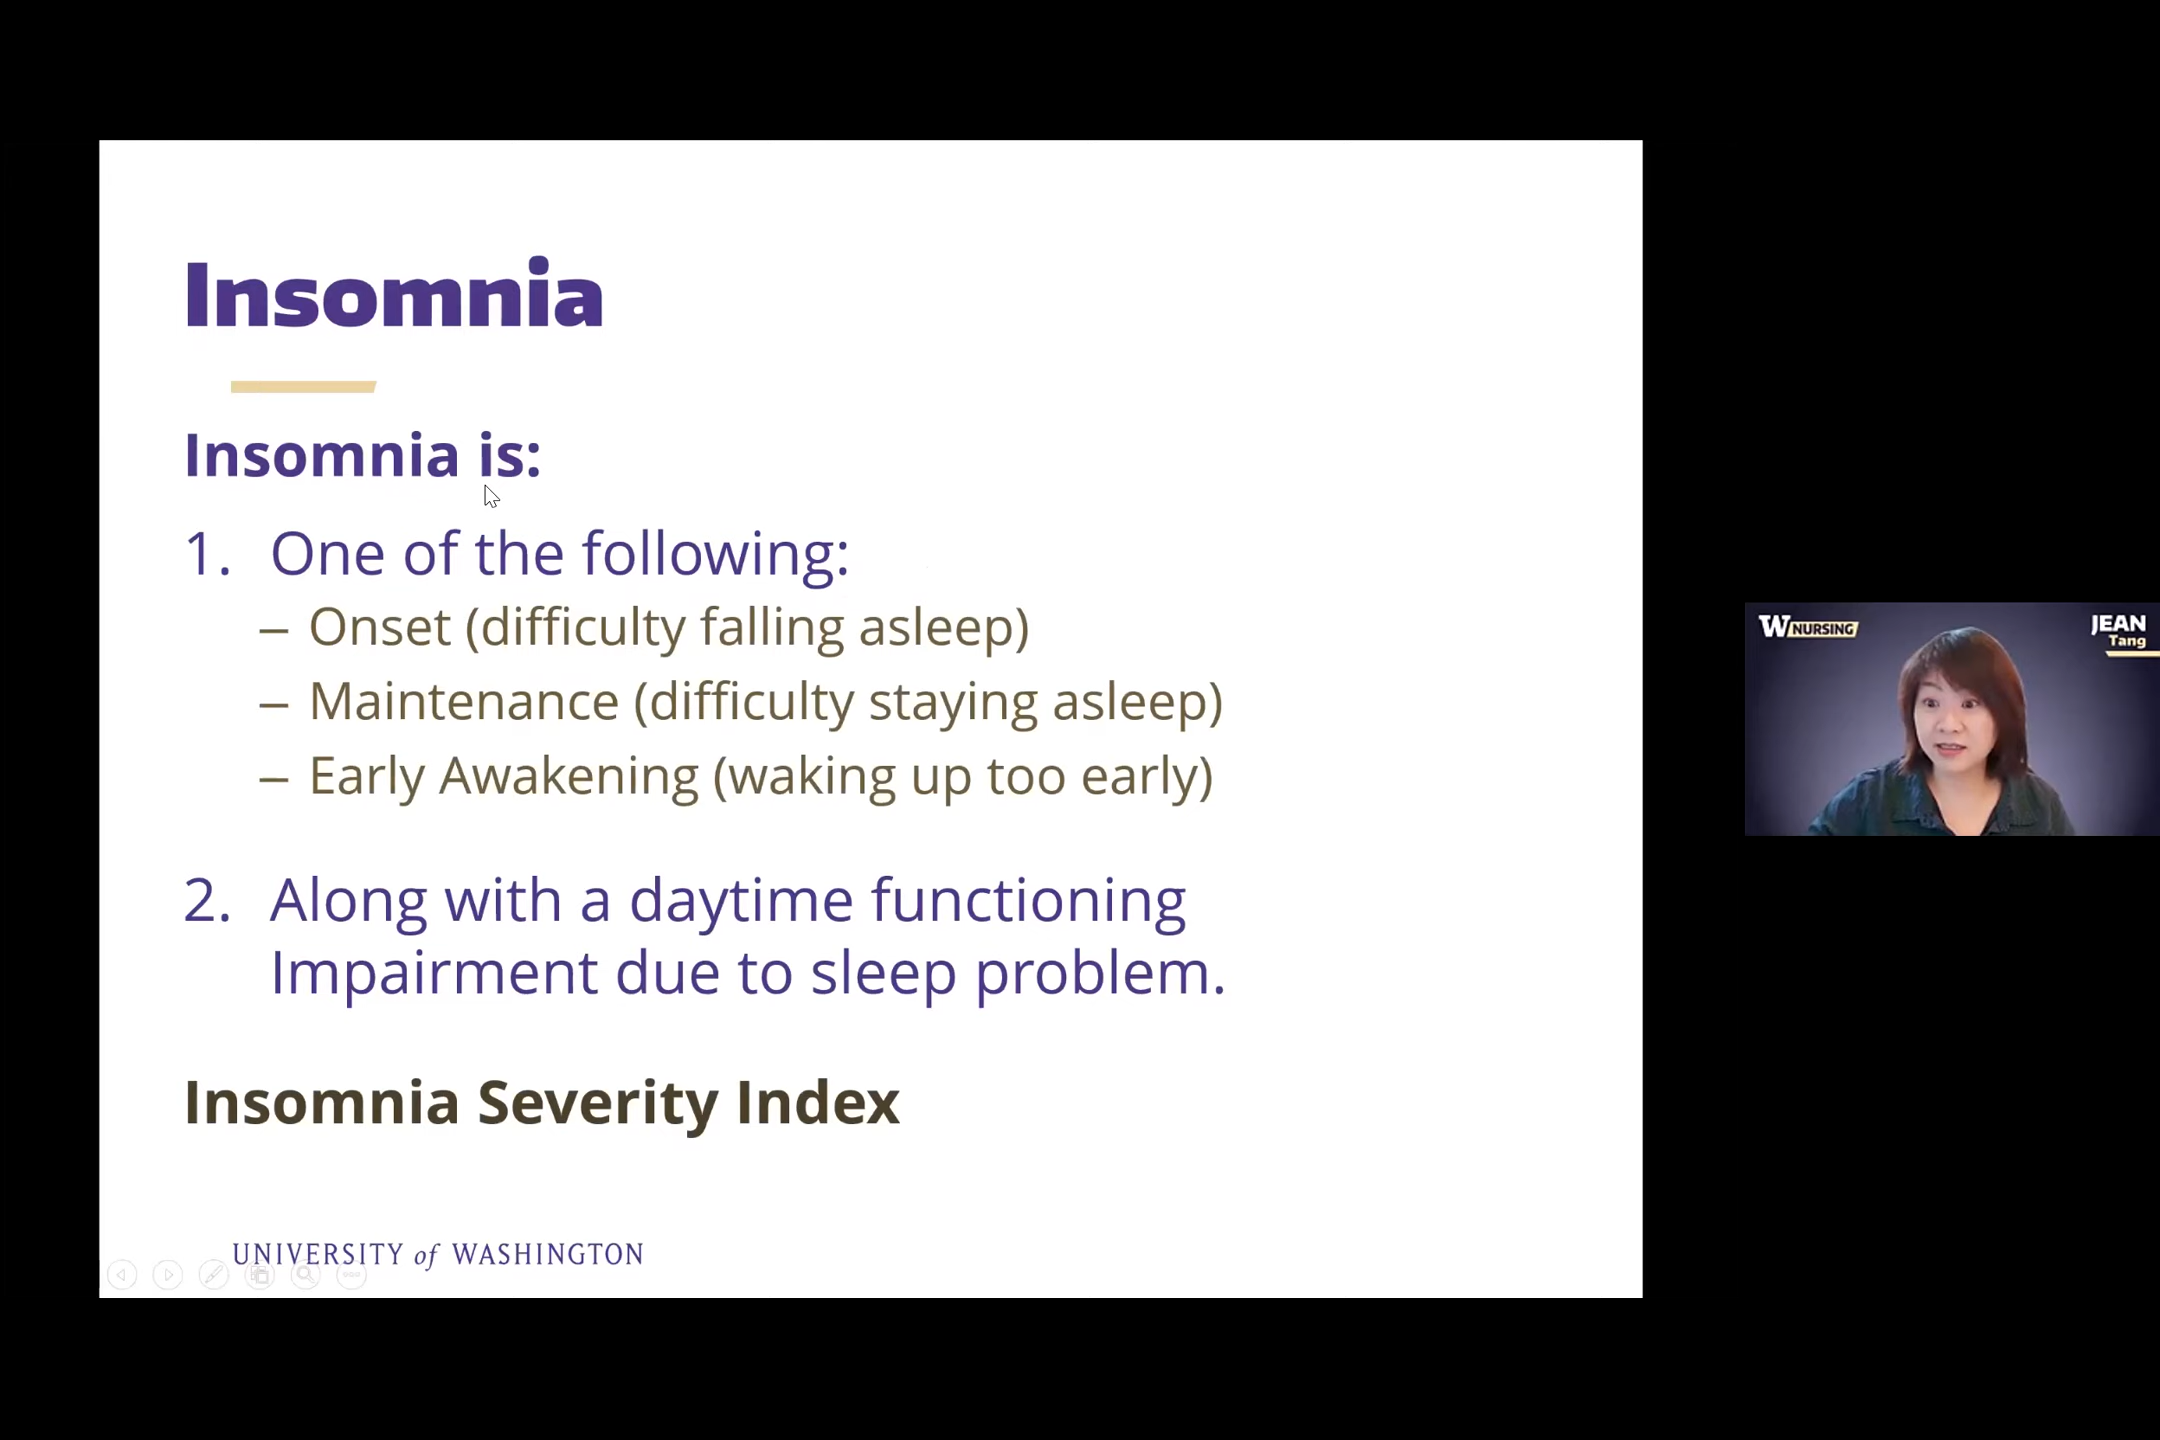 Insomnia
Insomnia is:
1. One of the following:
– Onset (difficulty falling asleep)
– Maintenance (difficulty staying asleep)
– Early Awakening (waking up too early)
2. Along with a daytime functioning
Impairment due to sleep problem.
Insomnia Severity Index
UNIVERSITY of WASHINGTON
W NURSING
JEAN
Tang